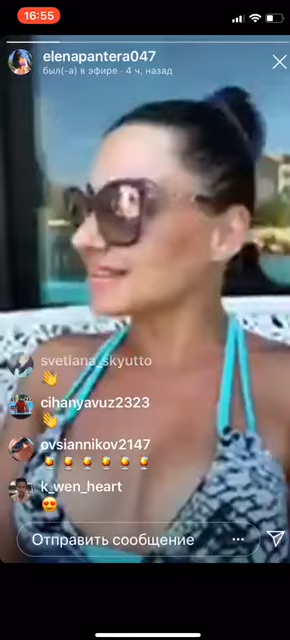 16:55
elenapantera047
был(-а) в эфире · 4 ч. назад
svetlana_skyutto
👋
cihanyavuz2323
👋
ovsiannikov2147
🍹🍹🍹🍹🍹🍹
k_wen_heart
😍
Отправить сообщение